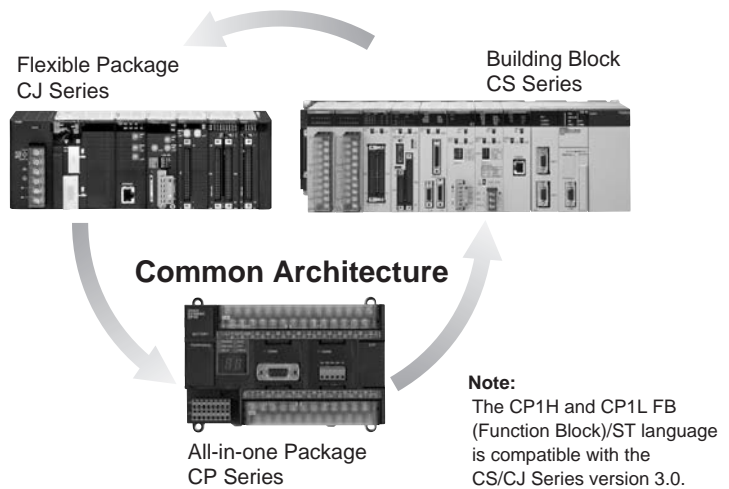 Flexible Package
CJ Series
Building Block
CS Series
Common Architecture
All-in-one Package
CP Series
Note:
The CP1H and CP1L FB
(Function Block)/ST language
is compatible with the
CS/CJ Series version 3.0.